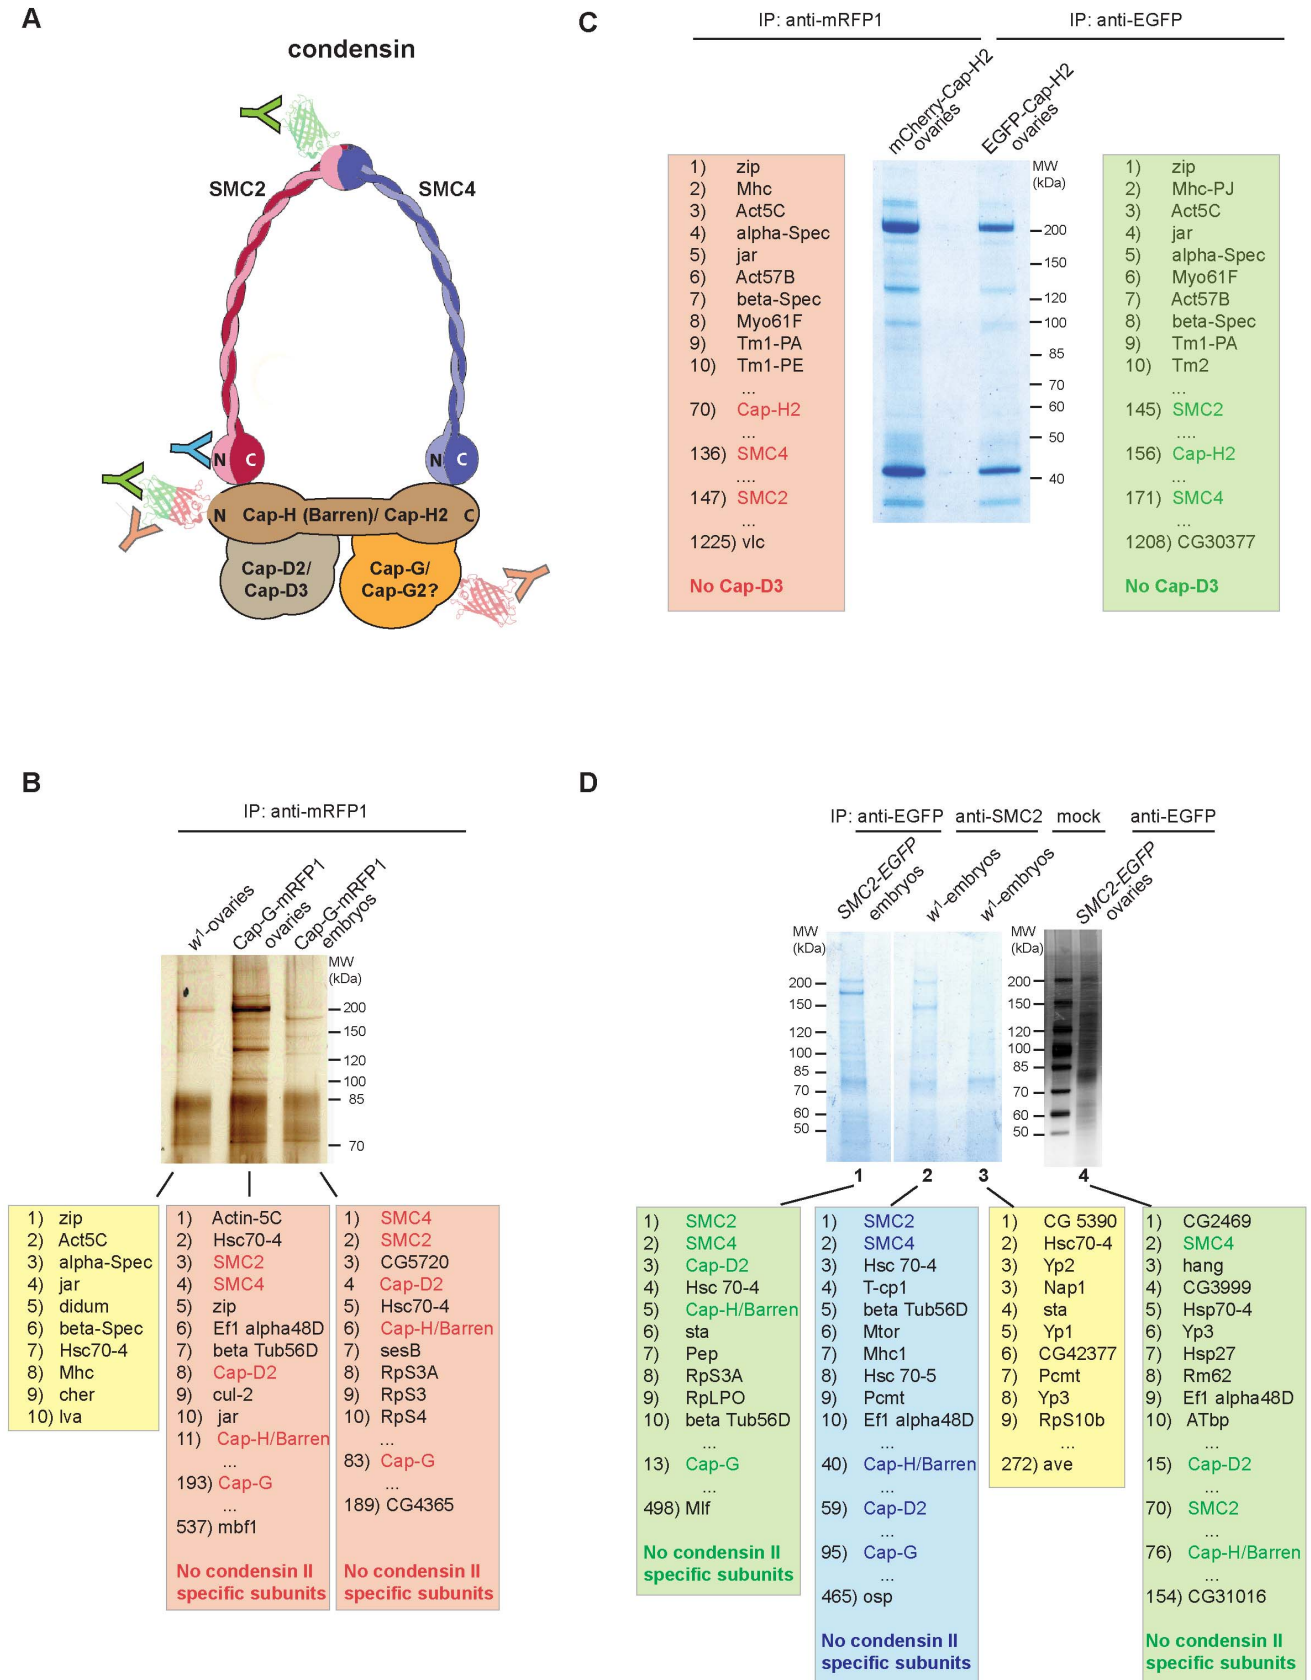 A
condensin
SMC2
SMC4
N
C
N
C
N
Cap-H (Barren)/ Cap-H2
C
Cap-D2/
Cap-D3
Cap-G/
Cap-G2?
C
IP: anti-mRFP1
IP: anti-EGFP
mCherry-Cap-H2
ovaries
EGFP-Cap-H2
ovaries
1) zip
2) Mhc
3) Act5C
4) alpha-Spec
5) jar
6) Act57B
7) beta-Spec
8) Myo61F
9) Tm1-PA
10) Tm1-PE
...
70) Cap-H2
...
136) SMC4
....
147) SMC2
...
1225) vlc
No Cap-D3
MW
(kDa)
200
150
120
100
85
70
60
50
40
1) zip
2) Mhc-PJ
3) Act5C
4) jar
5) alpha-Spec
6) Myo61F
7) Act57B
8) beta-Spec
9) Tm1-PA
10) Tm2
...
145) SMC2
....
156) Cap-H2
...
171) SMC4
...
1208) CG30377
No Cap-D3
B
IP: anti-mRFP1
w1-ovaries
Cap-G-mRFP1
ovaries
Cap-G-mRFP1
embryos
MW
(kDa)
200
150
120
100
85
70
1) zip
2) Act5C
3) alpha-Spec
4) jar
5) didum
6) beta-Spec
7) Hsc70-4
8) Mhc
9) cher
10) lva
1) Actin-5C
2) Hsc70-4
3) SMC2
4) SMC4
5) zip
6) Ef1 alpha48D
7) beta Tub56D
8) Cap-D2
9) cul-2
10) jar
11) Cap-H/Barren
...
193) Cap-G
...
537) mbf1
No condensin II
specific subunits
1) SMC4
2) SMC2
3) CG5720
4 Cap-D2
5) Hsc70-4
6) Cap-H/Barren
7) sesB
8) RpS3A
9) RpS3
10) RpS4
...
83) Cap-G
...
189) CG4365
No condensin II
specific subunits
D
IP: anti-EGFP
anti-SMC2
mock
anti-EGFP
SMC2-EGFP
embryos
w1-embryos
w1-embryos
SMC2-EGFP
ovaries
MW
(kDa)
200
150
120
100
85
70
60
50
MW
(kDa)
200
150
120
100
85
70
60
50
1
2
3
4
1) SMC2
2) SMC4
3) Cap-D2
4) Hsc 70-4
5) Cap-H/Barren
6) sta
7) Pep
8) RpS3A
9) RpLPO
10) beta Tub56D
...
13) Cap-G
...
498) Mlf
No condensin II
specific subunits
1) SMC2
2) SMC4
3) Hsc 70-4
4) T-cp1
5) beta Tub56D
6) Mtor
7) Mhc1
8) Hsc 70-5
9) Pcmt
10) Ef1 alpha48D
...
40) Cap-H/Barren
...
59) Cap-D2
...
95) Cap-G
...
465) osp
No condensin II
specific subunits
1) CG 5390
2) Hsc70-4
3) Yp2
3) Nap1
4) sta
5) Yp1
6) CG42377
7) Pcmt
8) Yp3
9) RpS10b
...
272) ave
1) CG2469
2) SMC4
3) hang
4) CG3999
5) Hsp70-4
6) Yp3
7) Hsp27
8) Rm62
9) Ef1 alpha48D
10) ATbp
...
15) Cap-D2
...
70) SMC2
...
76) Cap-H/Barren
...
154) CG31016
No condensin II
specific subunits